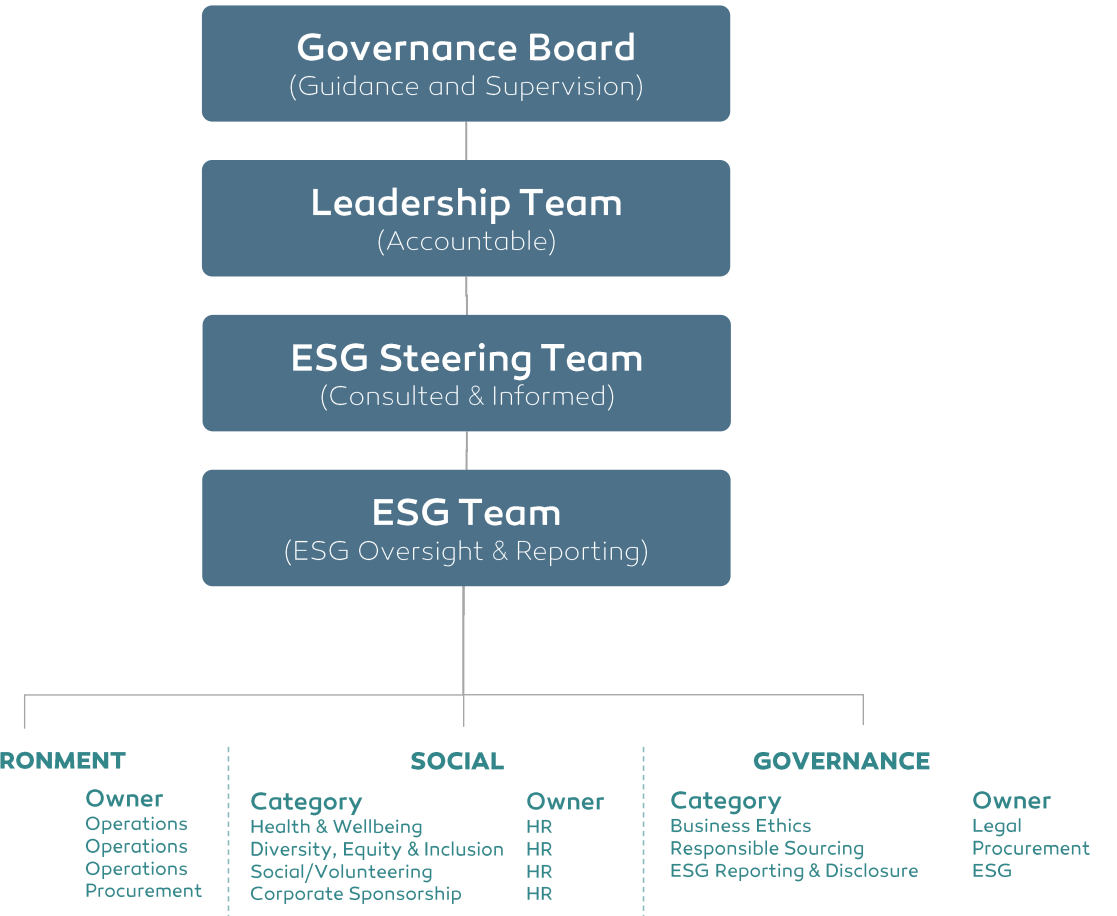 Governance Board
(Guidance and Supervision)
Leadership Team
(Accountable)
ESG Steering Team
(Consulted & Informed)
ESG Team
(ESG Oversight & Reporting)
RONMENT
Owner
Operations
Operations
Operations
Procurement
SOCIAL
Category Owner
Health & Wellbeing HR
Diversity, Equity & Inclusion HR
Social/Volunteering HR
Corporate Sponsorship HR
GOVERNANCE
Category Owner
Business Ethics Legal
Responsible Sourcing Procurement
ESG Reporting & Disclosure ESG